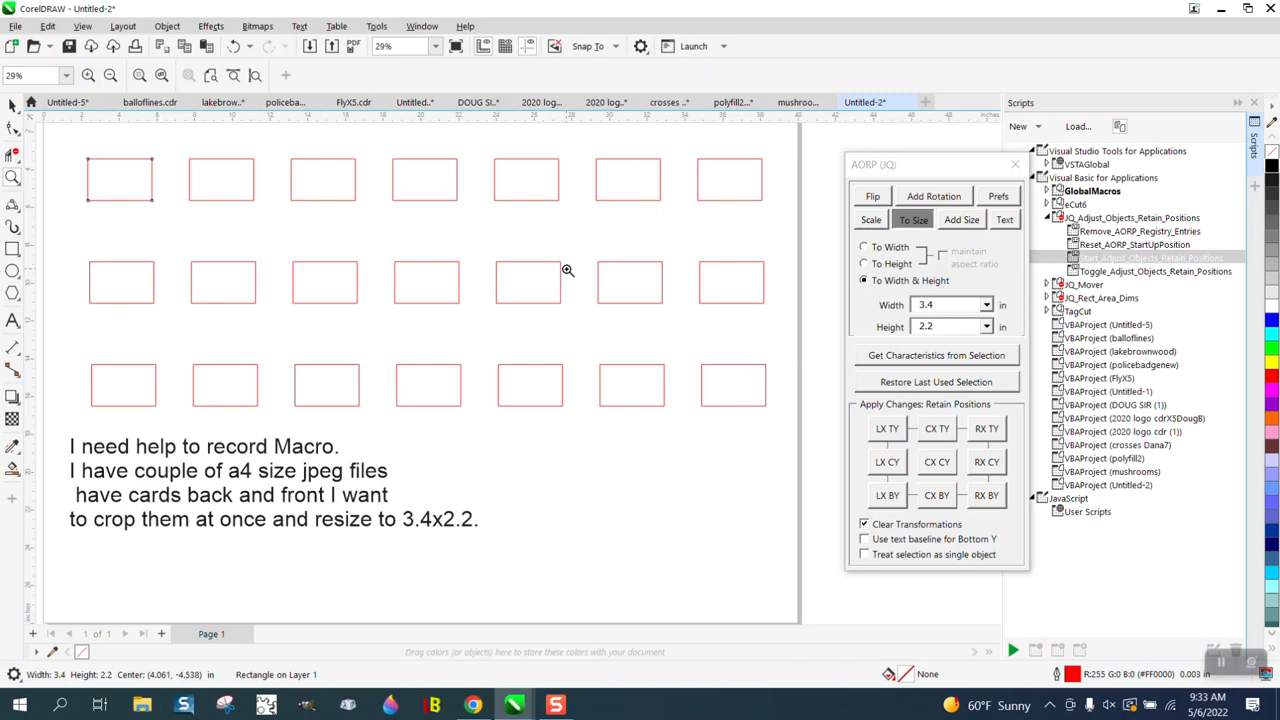 CorelDRAW - Untitled-2*
File Edit View Layout Object Effects Bitmaps Text Table Tools Window Help
PDF 29% Snap To Launch
29%
Untitled-5* balloflines.cdr lakebrow..* policeba... FlyX5.cdr Untitled..* DOUG SI..* 2020 log... 2020 log..* crosses ..* polyfill2...* mushroo... Untitled-2*
Scripts
New Load...
Visual Studio Tools for Applications
VSTAGlobal
Visual Basic for Applications
GlobalMacros
eCut6
JQ_Adjust_Objects_Retain_Positions
Remove_AORP_Registry_Entries
Reset_AORP_StartUpPosition
Start_Adjust_Objects_Retain_Positions
Toggle_Adjust_Objects_Retain_Positions
JQ_Mover
JQ_Rect_Area_Dims
TagCut
VBAProject (Untitled-5)
VBAProject (balloflines)
VBAProject (lakebrownwood)
VBAProject (policebadgenew)
VBAProject (FlyX5)
VBAProject (Untitled-1)
VBAProject (DOUG SIR (1))
VBAProject (2020 logo cdrX5DougB)
VBAProject (2020 logo cdr (1))
VBAProject (crosses Dana7)
VBAProject (polyfill2)
VBAProject (mushrooms)
VBAProject (Untitled-2)
JavaScript
User Scripts
Scripts
AORP (JQ)
Flip Add Rotation Prefs
Scale To Size Add Size Text
To Width
To Height
maintain
asoect ratio
To Width & Height
Width 3.4 in
Height 2.2 in
Get Characteristics from Selection
Restore Last Used Selection
Apply Changes: Retain Positions
LX TY CX TY RX TY
LX CY CX CY RX CY
LX BY CX BY RX BY
Clear Transformations
Use text baseline for Bottom Y
Treat selection as single object
I need help to record Macro.
I have couple of a4 size jpeg files
have cards back and front I want
to crop them at once and resize to 3.4x2.2.
1 of 1 Page 1
Drag colors (or objects) here to store these colors with your document
Width: 3.4 Height: 2.2 Center: (4.061, -4.538) in Rectangle on Layer 1 None R:255 G:0 B:0 (#FF0000) 0.003 in
60°F Sunny
9:33 AM
5/6/2022